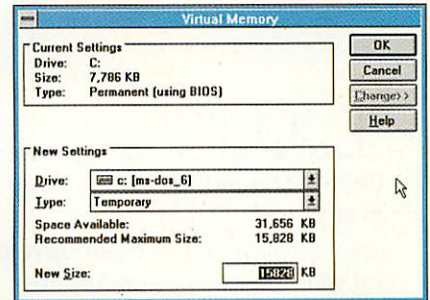 Virtual Memory
Current Settings
Drive: C:
Size: 7,786 KB
Type: Permanent (using BIOS)
OK
Cancel
Change>>
Help
New Settings
Drive: c: [ms-dos_6]
Type: Temporary
Space Available: 31,656 KB
Recommended Maximum Size: 15,828 KB
New Size: 15828 KB